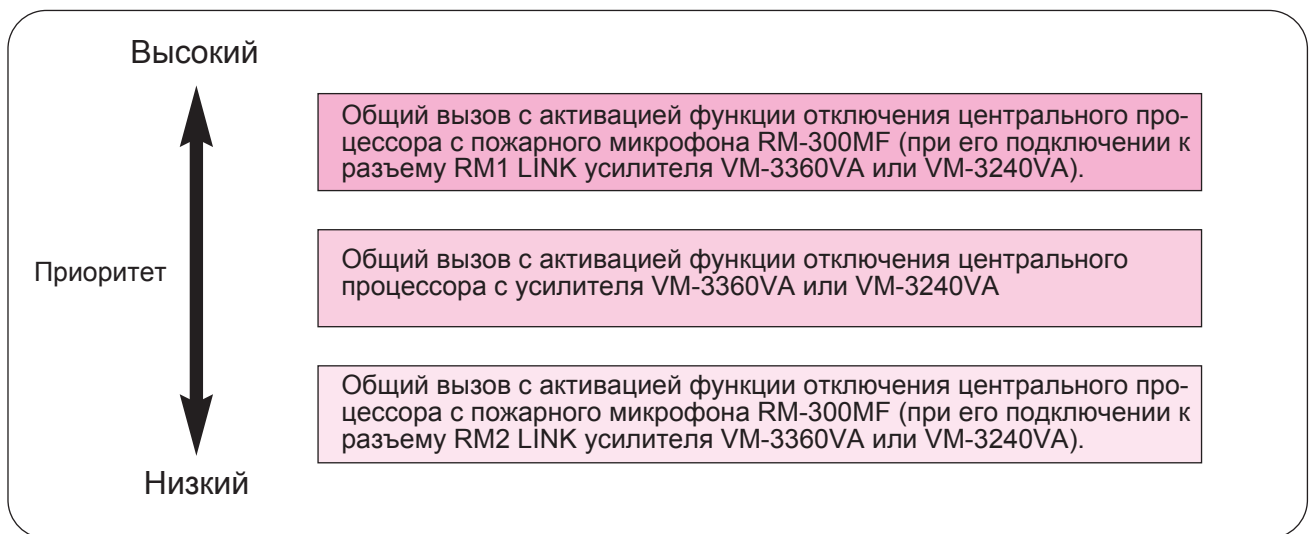 Высокий
Общий вызов с активацией функции отключения центрального про-
цессора с пожарного микрофона RM-300MF (при его подключении к
разъему RM1 LINK усилителя VM-3360VA или VM-3240VA).
Общий вызов с активацией функции отключения центрального
процессора с усилителя VM-3360VA или VM-3240VA
Приоритет
Общий вызов с активацией функции отключения центрального про-
цессора с пожарного микрофона RM-300MF (при его подключении к
разъему RM2 LINK усилителя VM-3360VA или VM-3240VA).
Низкий